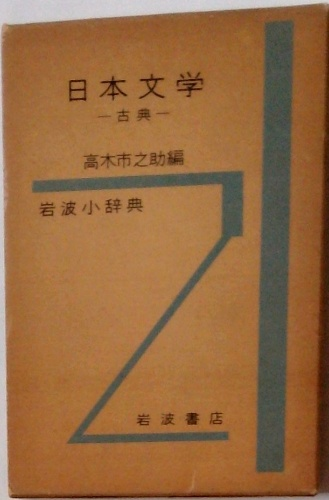 日本文学
—古典—
高木市之助編
岩波小辞典
岩波書店